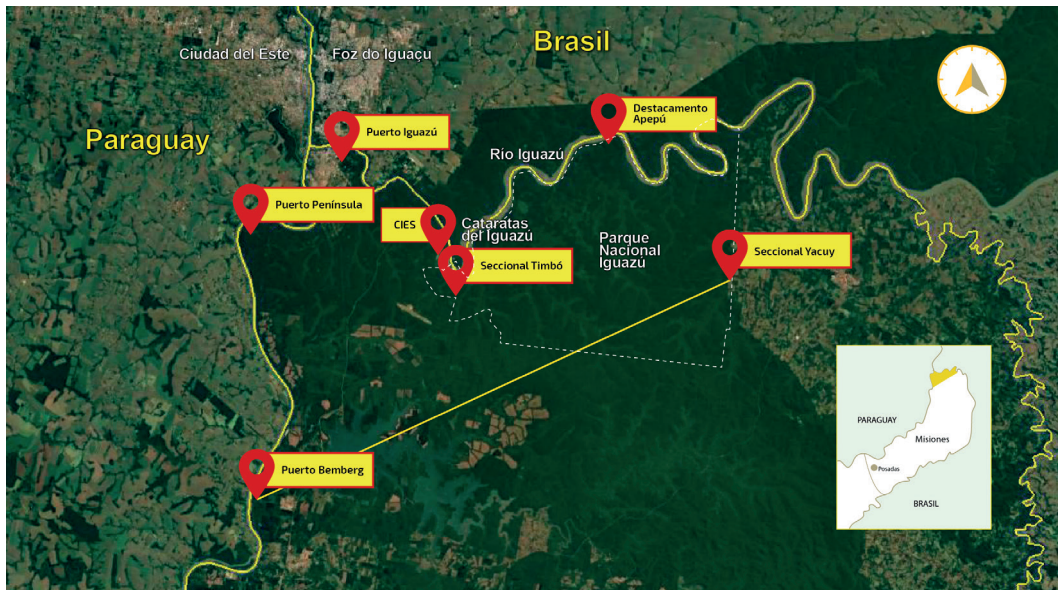 Brasil
Ciudad del Este
Foz do Iguaçu
Paraguay
Puerto Iguazú
Destacamento
Apepú
Río Iguazú
Puerto Península
CIES
Cataratas
del Iguazú
Parque
Nacional
Iguazú
Seccional Timbó
Seccional Yacuy
Puerto Bemberg
PARAGUAY
Misiones
Posadas
BRASIL